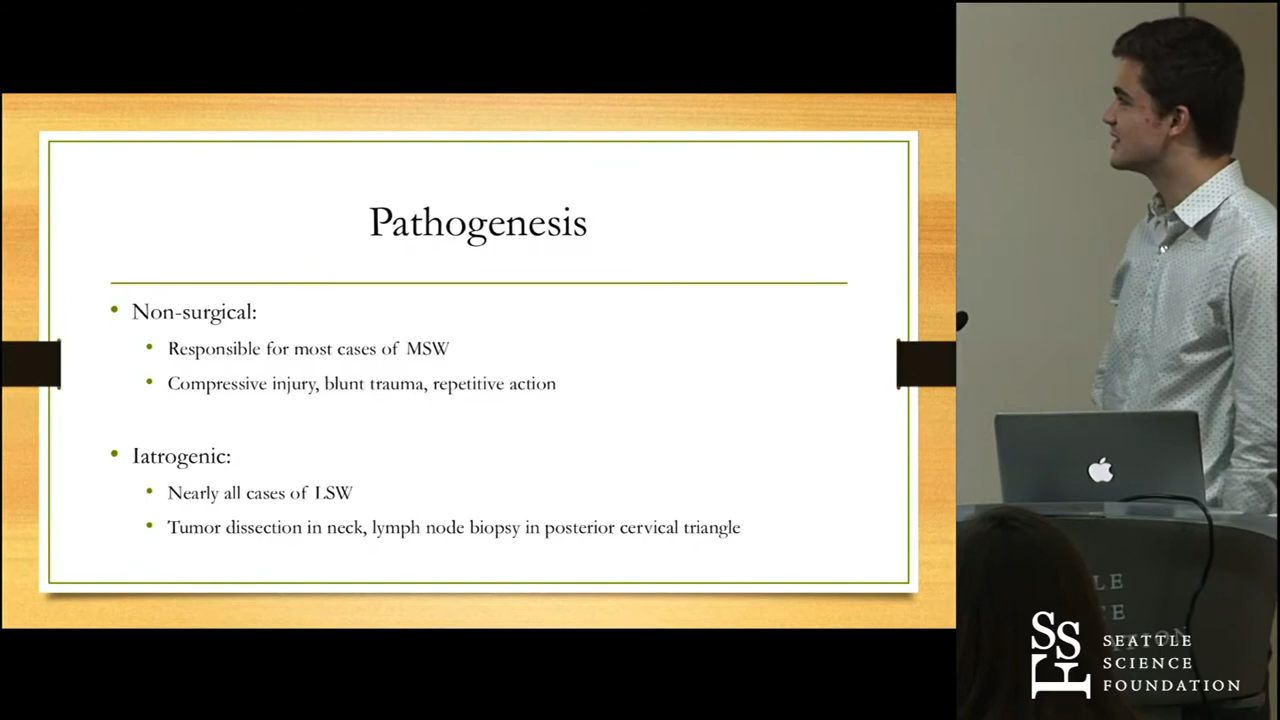 Pathogenesis
• Non-surgical:
• Responsible for most cases of MSW
• Compressive injury, blunt trauma, repetitive action
• Iatrogenic:
• Nearly all cases of LSW
• Tumor dissection in neck, lymph node biopsy in posterior cervical triangle
SSF
SEATTLE
SCIENCE
FOUNDATION